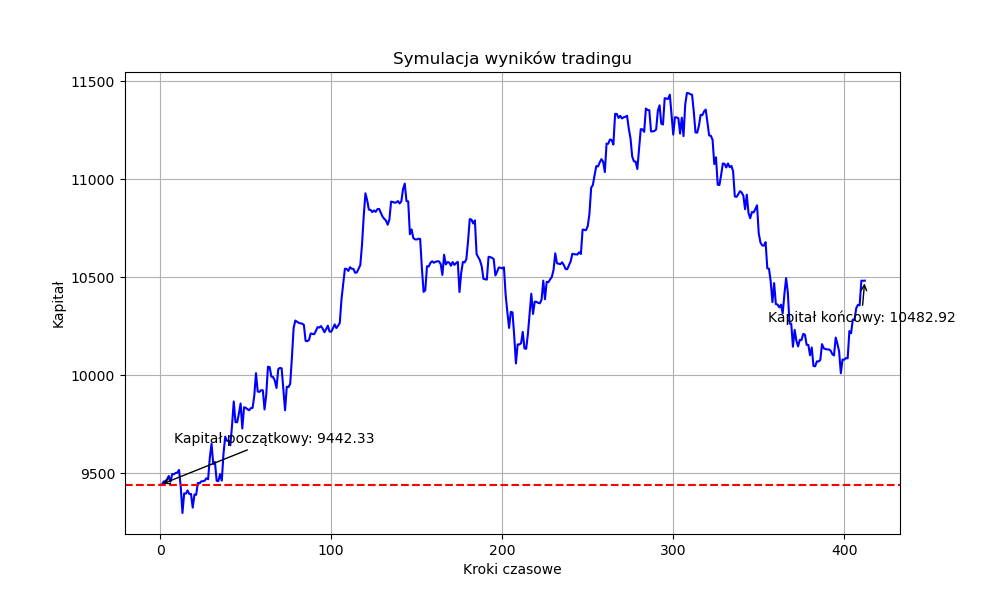 Symulacja wyników tradingu
11500
11000
10500
10000
9500
Kapitał
Kapitał początkowy: 9442.33
Kapitał końcowy: 10482.92
0
100
200
300
400
Kroki czasowe